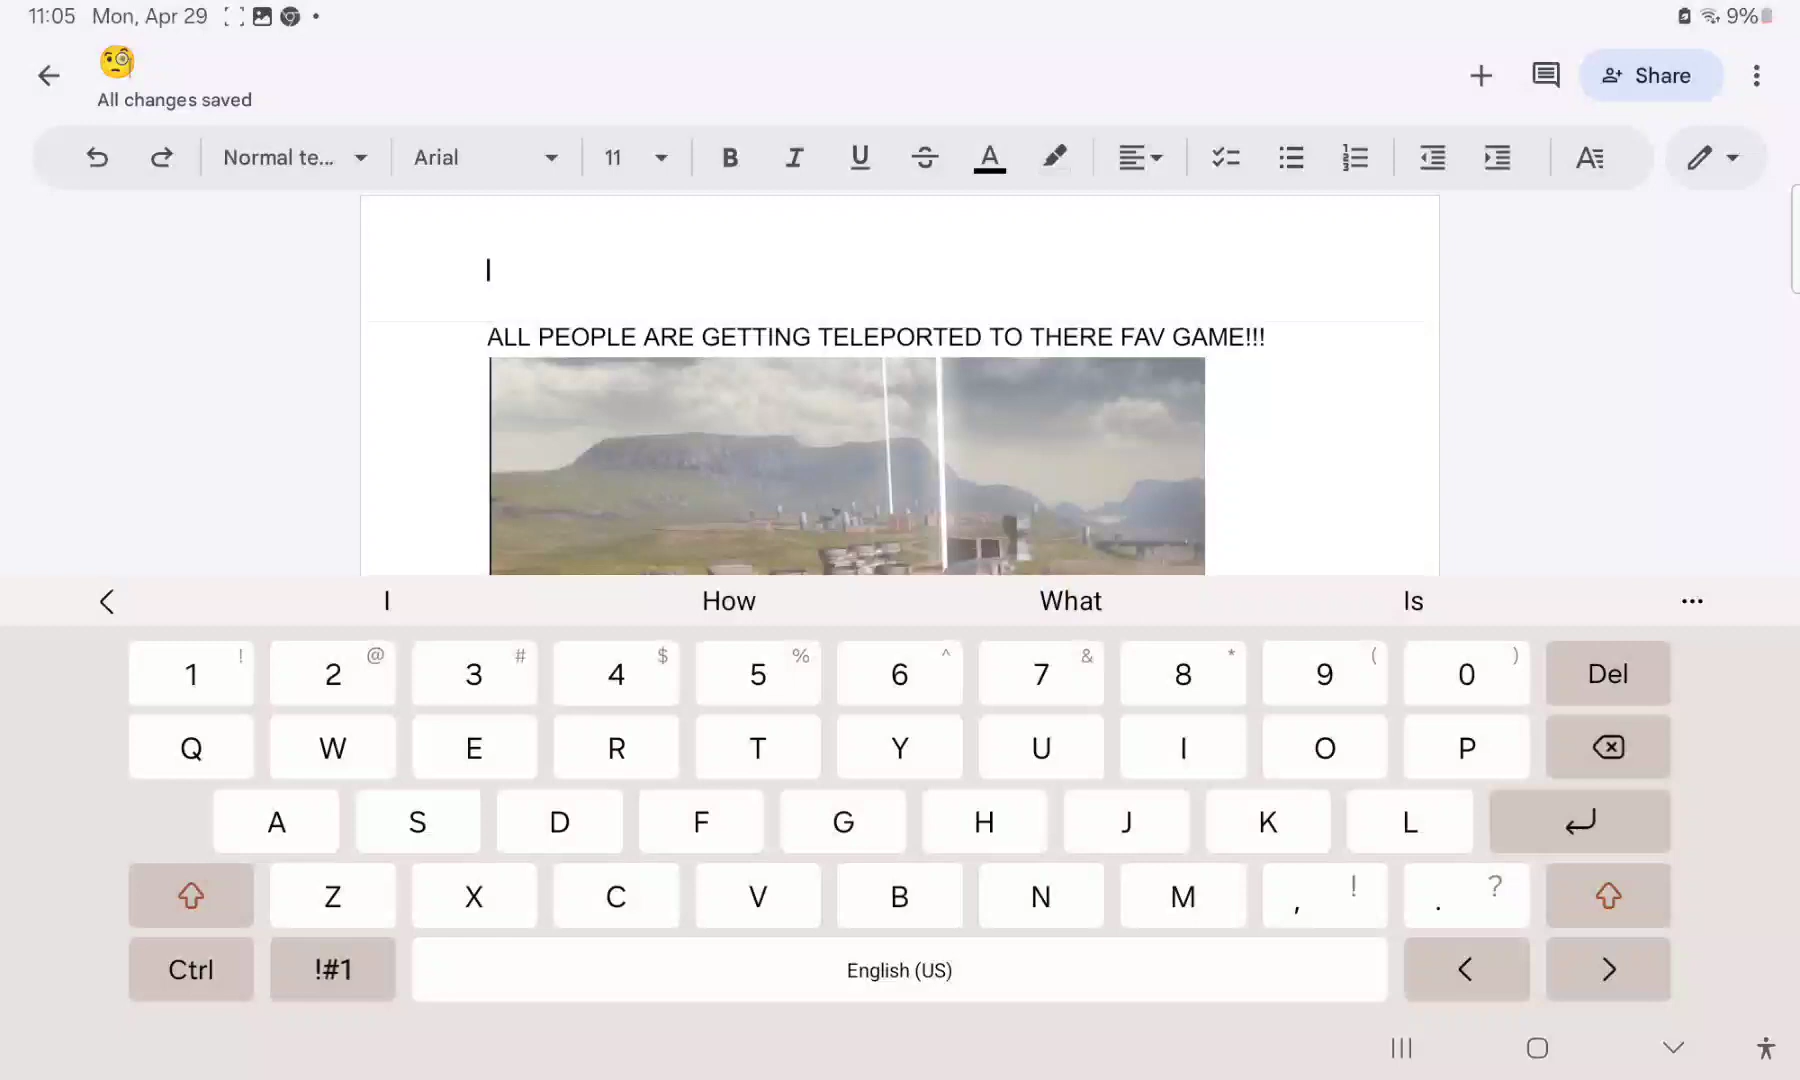 11:05 Mon, Apr 29
9%
All changes saved
Share
Normal te... Arial 11 B I U S A
ALL PEOPLE ARE GETTING TELEPORTED TO THERE FAV GAME!!!
I How What Is ...
1 ! 2 @ 3 # 4 $ 5 % 6 ^ 7 & 8 * 9 ( 0 ) Del
Q W E R T Y U I O P
A S D F G H J K L
Z X C V B N M , ! . ?
Ctrl !#1 English (US) < >